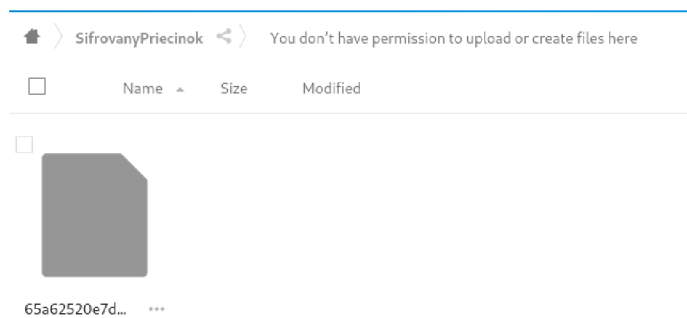 SifrovanyPriecinok You don't have permission to upload or create files here
Name Size Modified
65a62520e7d...